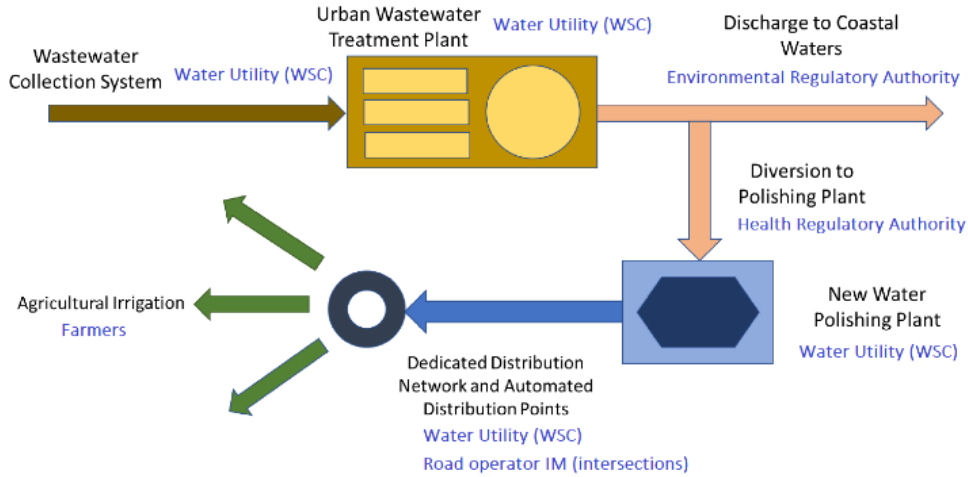 Wastewater
Collection System
Water Utility (WSC)
Urban Wastewater
Treatment Plant
Water Utility (WSC)
Discharge to Coastal
Waters
Environmental Regulatory Authority
Diversion to
Polishing Plant
Health Regulatory Authority
New Water
Polishing Plant
Water Utility (WSC)
Dedicated Distribution
Network and Automated
Distribution Points
Water Utility (WSC)
Road operator IM (intersections)
Agricultural Irrigation
Farmers